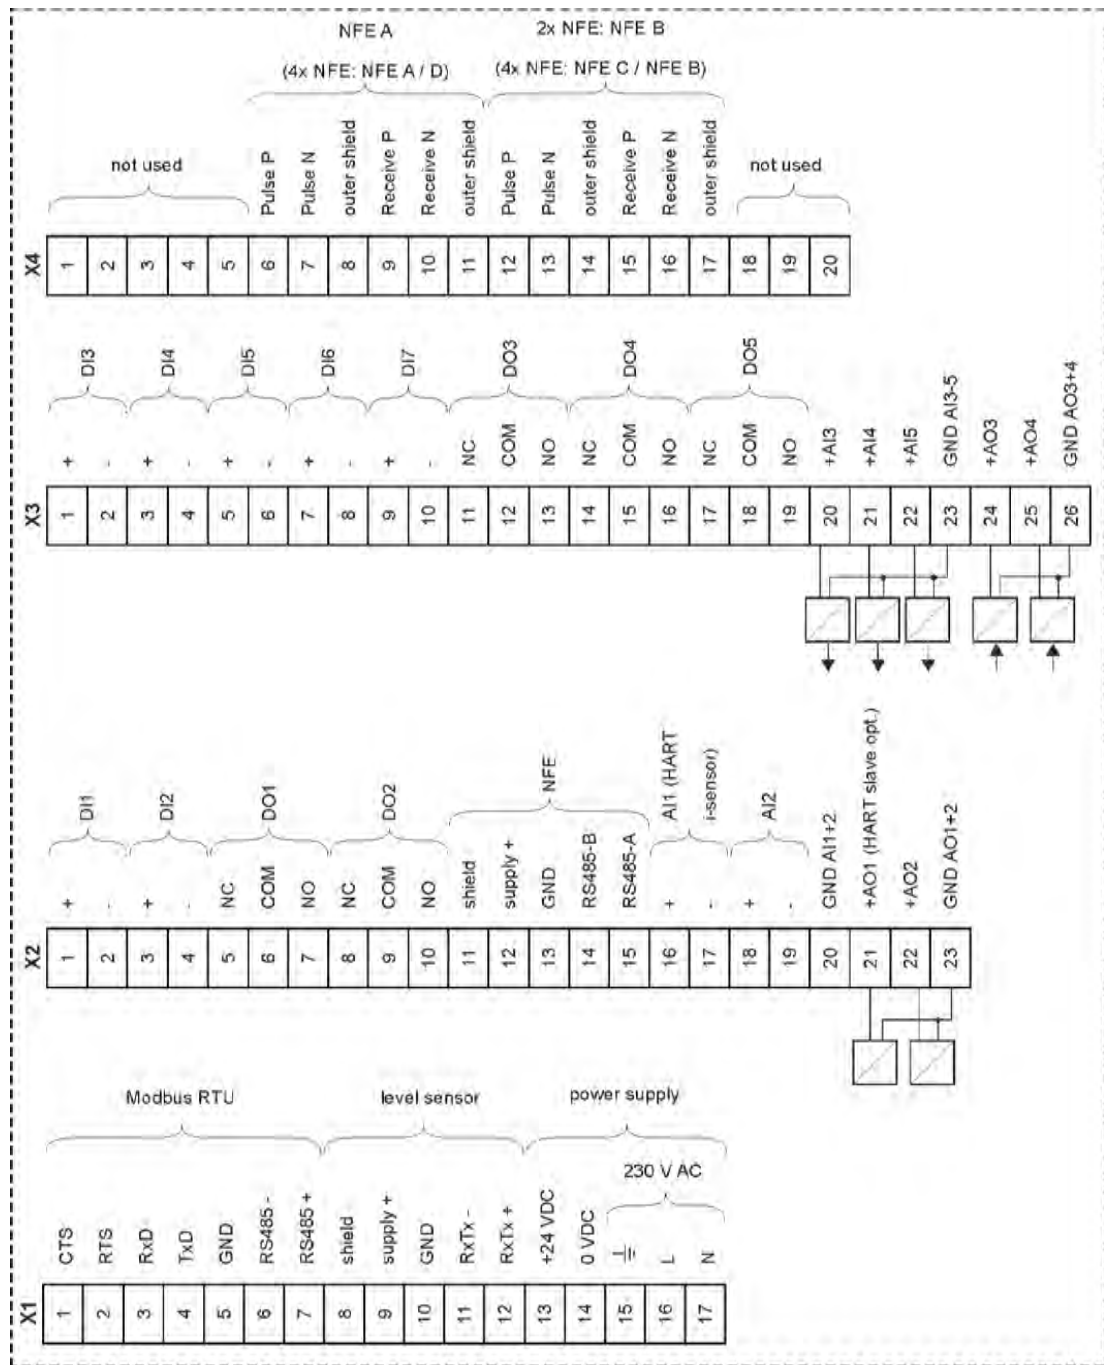 NFE A
2x NFE: NFE B
(4x NFE: NFE A / D)
(4x NFE: NFE C / NFE B)
not used
Pulse P
Pulse N
outer shield
Receive P
Receive N
outer shield
Pulse P
Pulse N
outer shield
Receive P
Receive N
outer shield
not used
X4
1
2
3
4
5
6
7
8
9
10
11
12
13
14
15
16
17
18
19
20
DI3
DI4
DI5
DI6
DI7
DO3
DO4
DO5
+
-
+
-
+
-
+
-
+
-
NC
COM
NO
NC
COM
NO
NC
COM
NO
+AI3
+AI4
+AI5
GND AI3-5
+AO3
+AO4
GND AO3+4
X3
1
2
3
4
5
6
7
8
9
10
11
12
13
14
15
16
17
18
19
20
21
22
23
24
25
26
DI1
DI2
DO1
DO2
NFE
AI1 (HART
i-sensor)
AI2
+
-
+
-
NC
COM
NO
NC
COM
NO
shield
supply +
GND
RS485-B
RS485-A
+
-
+
-
GND AI1+2
+AO1 (HART slave opt.)
+AO2
GND AO1+2
X2
1
2
3
4
5
6
7
8
9
10
11
12
13
14
15
16
17
18
19
20
21
22
23
Modbus RTU
level sensor
power supply
230 V AC
CTS
RTS
RxD
TxD
GND
RS485 -
RS485 +
shield
supply +
GND
RxTx -
RxTx +
+24 VDC
0 VDC
L
N
X1
1
2
3
4
5
6
7
8
9
10
11
12
13
14
15
16
17